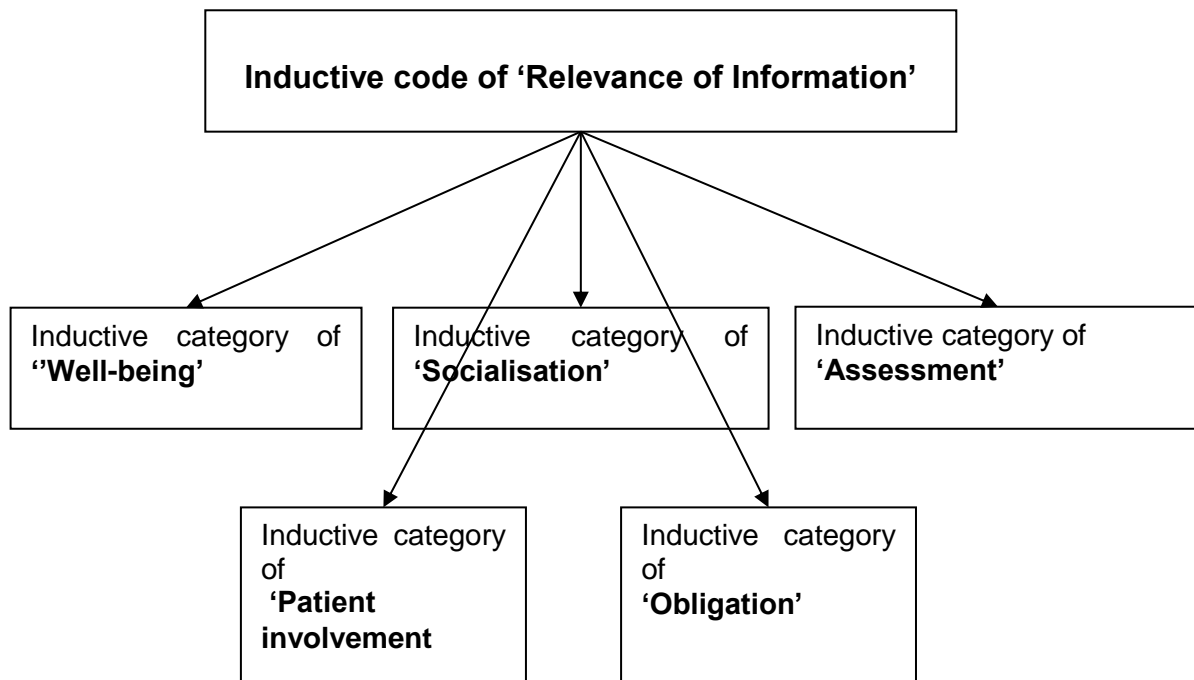 Inductive code of ‘Relevance of Information’
Inductive category of
‘’Well-being’
Inductive category of
‘Socialisation’
Inductive category of
‘Assessment’
Inductive category
of
‘Patient
involvement
Inductive category
of
‘Obligation’